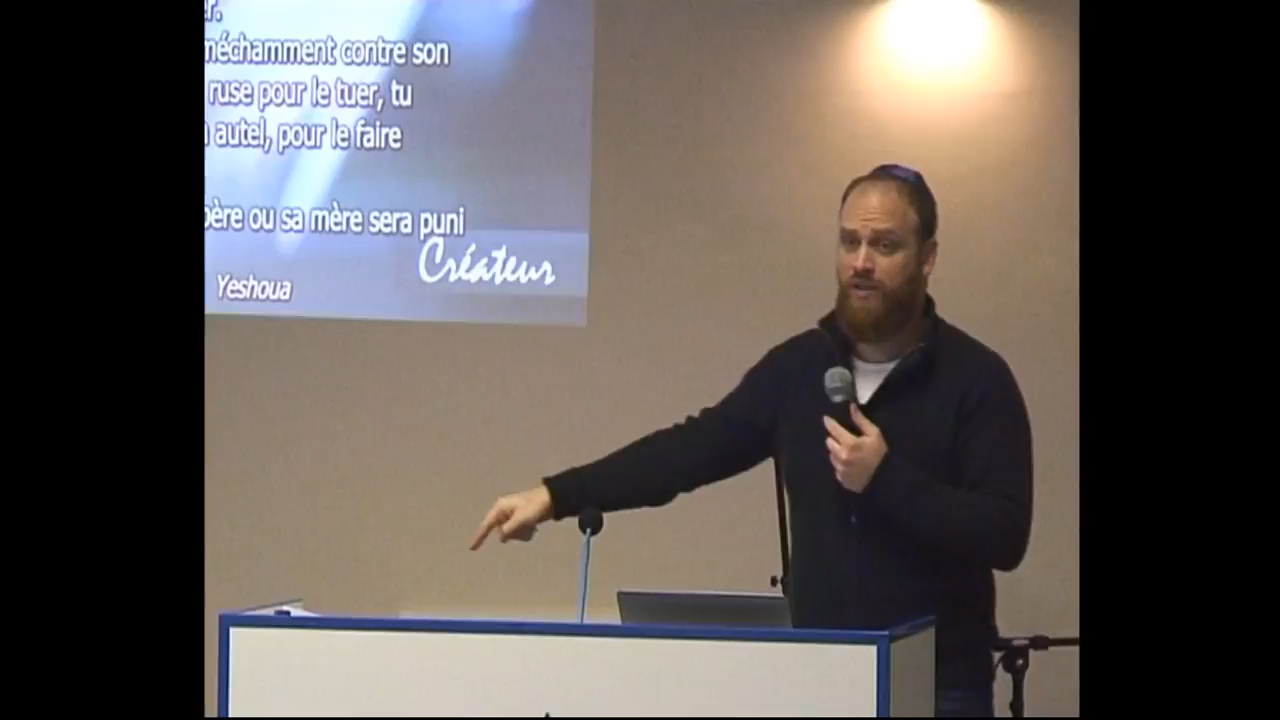 er.
méchamment contre son
ruse pour le tuer, tu
autel, pour le faire
père ou sa mère sera puni
Créateur
Yeshoua